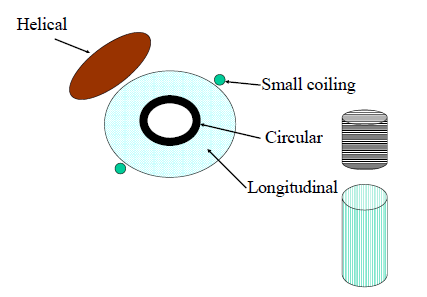 Helical
Small coiling
Circular
Longitudinal